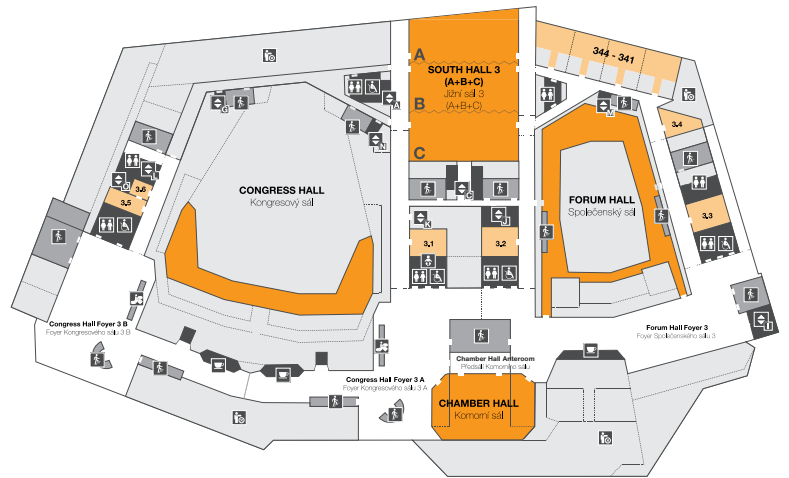 344 - 341
A
SOUTH HALL 3
(A+B+C)
Jižní sál 3
(A+B+C)
B
C
A
G
N
3.4
3.6
3.5
CONGRESS HALL
Kongresový sál
FORUM HALL
Společenský sál
3.3
C
K
J
3.1
3.2
Congress Hall Foyer 3 B
Foyer Kongresového sálu 3 B
Forum Hall Foyer 3
Foyer Společenského sálu 3
I
Chamber Hall Anteroom
Předsálí Komorního sálu
Congress Hall Foyer 3 A
Foyer Kongresového sálu 3 A
CHAMBER HALL
Komorní sál